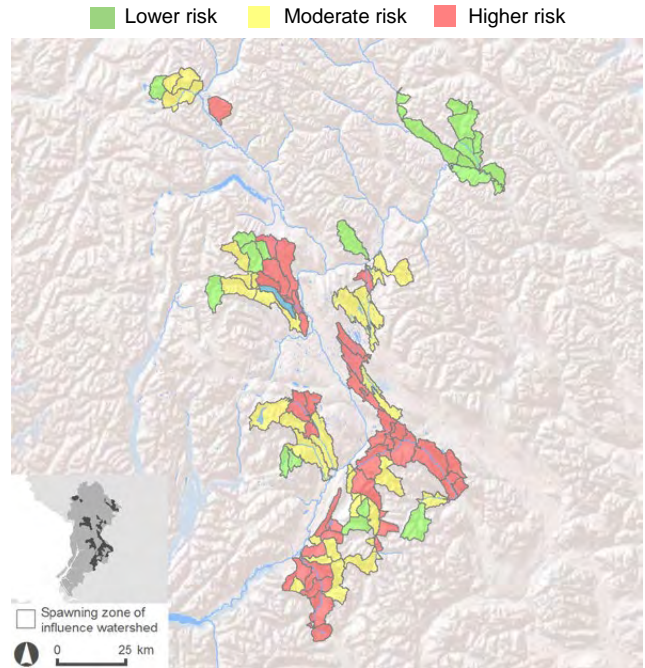 Lower risk Moderate risk Higher risk
Spawning zone of
influence watershed
0 25 km